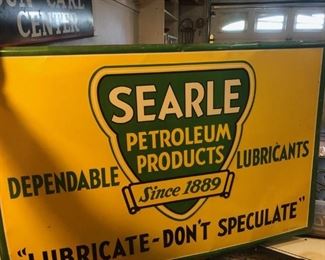 CENTER
SEARLE
PETROLEUM
PRODUCTS
DEPENDABLE LUBRICANTS
Since 1889
"LUBRICATE-DON'T SPECULATE"